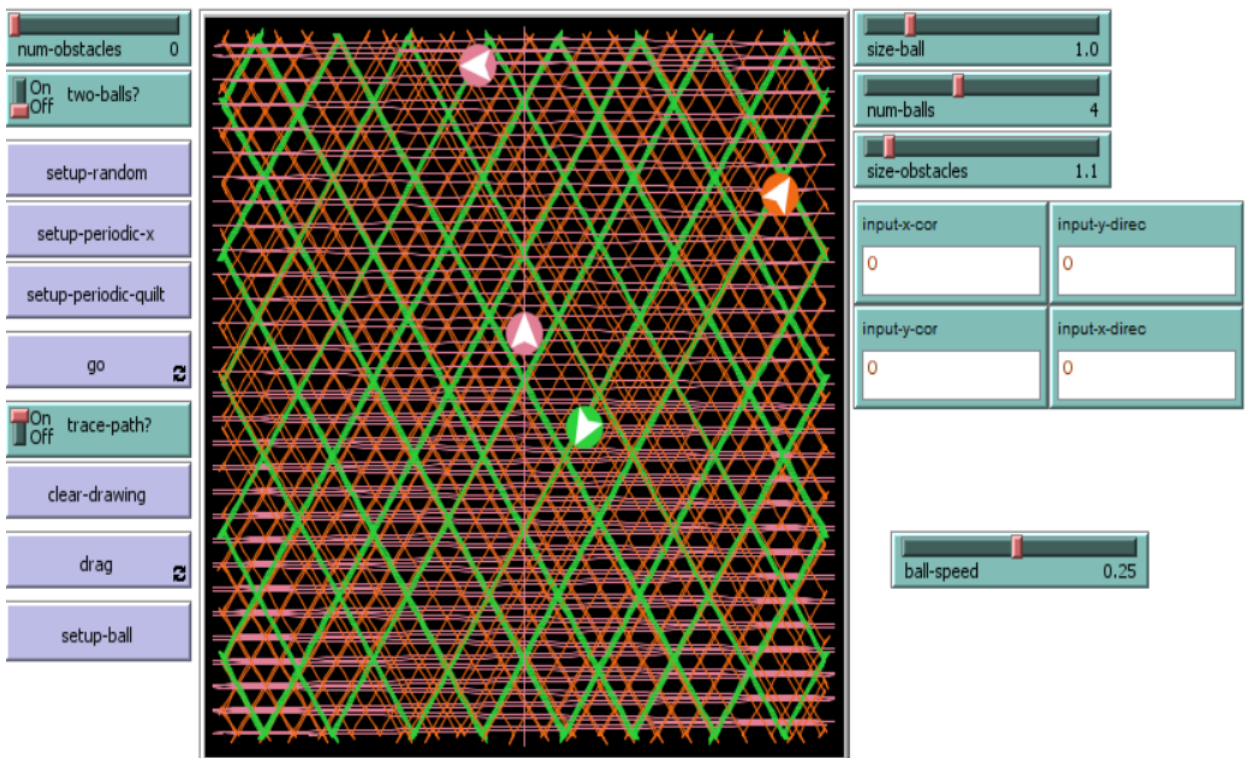 num-obstacles 0
On
Off
two-balls?
setup-random
setup-periodic-x
setup-periodic-quilt
go
On
Off
trace-path?
clear-drawing
drag
setup-ball
size-ball 1.0
num-balls 4
size-obstacles 1.1
input-x-cor
0
input-y-direc
0
input-y-cor
0
input-x-direc
0
ball-speed 0.25